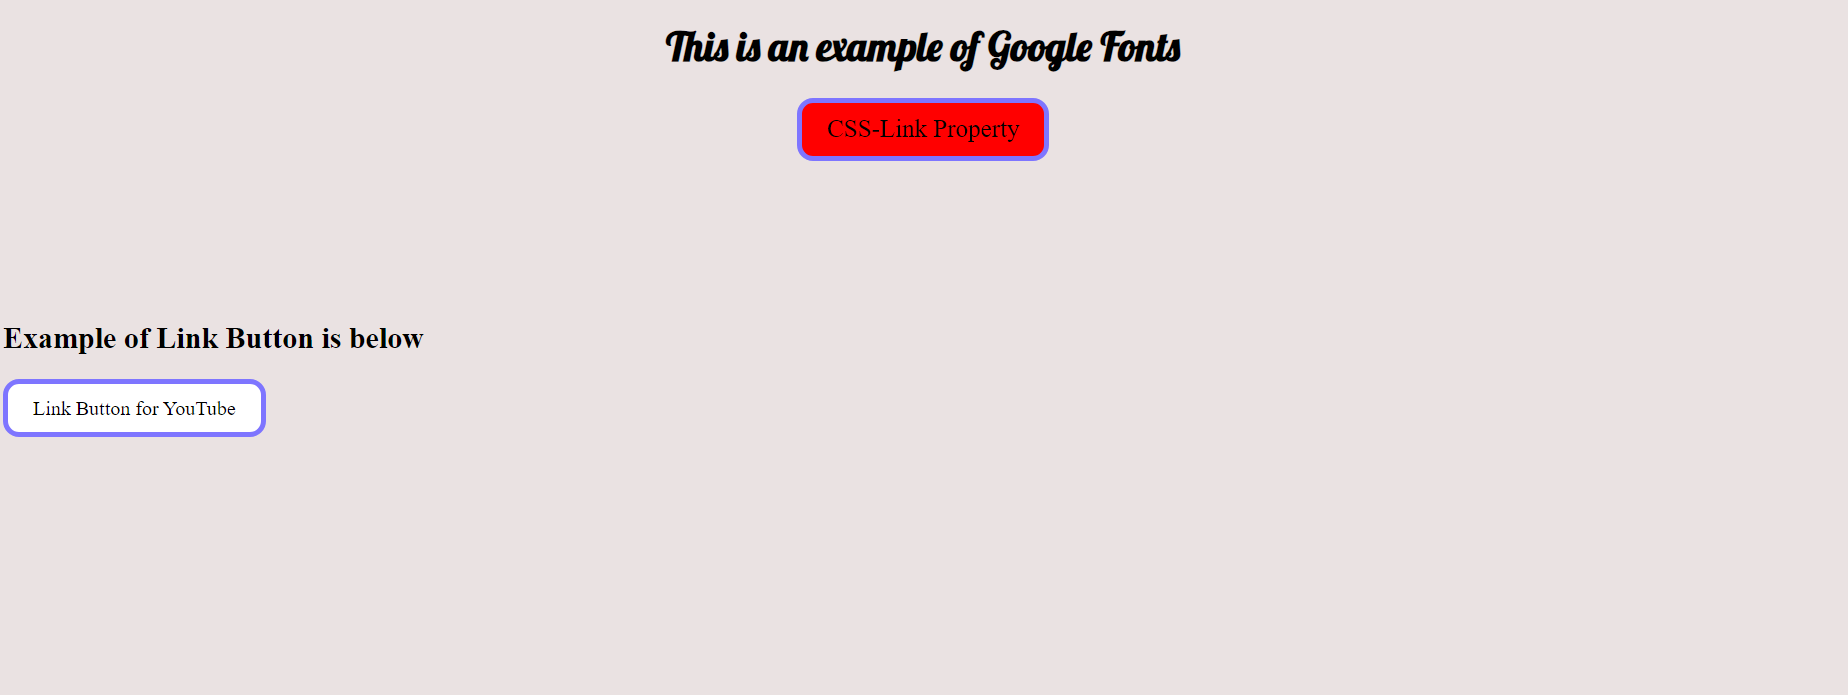 This is an example of Google Fonts
CSS-Link Property
Example of Link Button is below
Link Button for YouTube